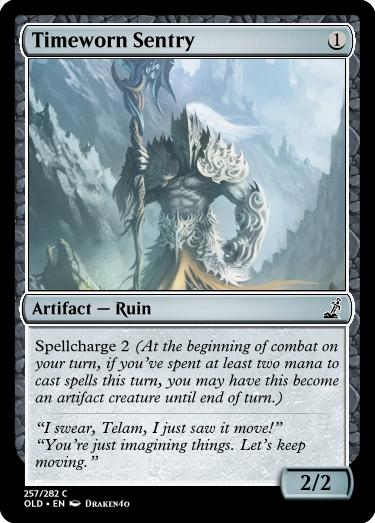 Timeworn Sentry
1
Artifact — Ruin
Spellcharge 2 (At the beginning of combat on
your turn, if you've spent at least two mana to
cast spells this turn, you may have this become
an artifact creature until end of turn.)
"I swear, Telam, I just saw it move!"
"You're just imagining things. Let's keep
moving."
2/2
257/282 C
OLD • EN Draken40